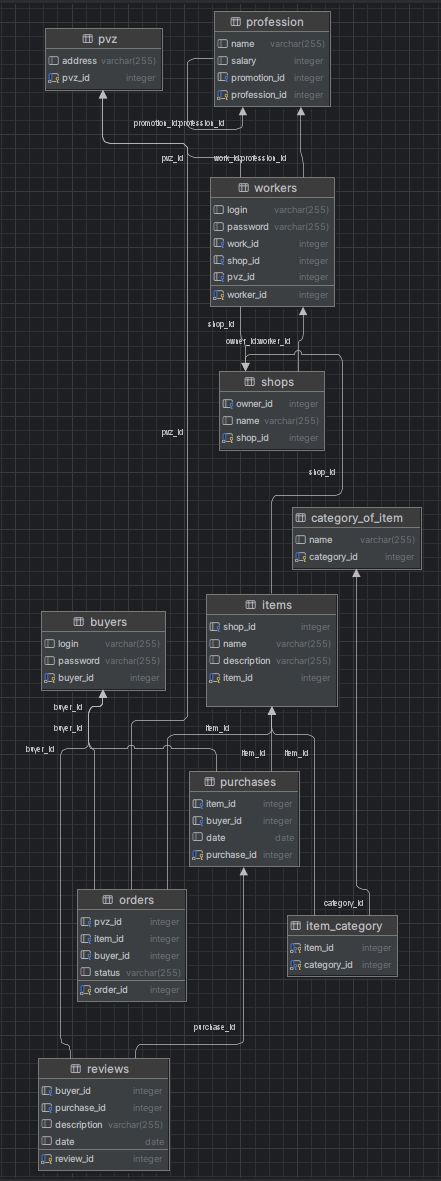 profession
name varchar(255)
salary integer
promotion_id integer
profession_id integer
pvz
address varchar(255)
pvz_id integer
promotion_id:profession_id
pvz_id
work_id:profession_id
workers
login varchar(255)
password varchar(255)
work_id integer
shop_id integer
pvz_id integer
worker_id integer
shop_id
owner_id:worker_id
shops
owner_id integer
name varchar(255)
shop_id integer
pvz_id
shop_id
category_of_item
name varchar(255)
category_id integer
items
shop_id integer
name varchar(255)
description varchar(255)
item_id integer
buyers
login varchar(255)
password varchar(255)
buyer_id integer
buyer_id
buyer_id
item_id
buyer_id
item_id
item_id
purchases
item_id integer
buyer_id integer
date date
purchase_id integer
orders
pvz_id integer
item_id integer
buyer_id integer
status varchar(255)
order_id integer
category_id
item_category
item_id integer
category_id integer
purchase_id
reviews
buyer_id integer
purchase_id integer
description varchar(255)
date date
review_id integer